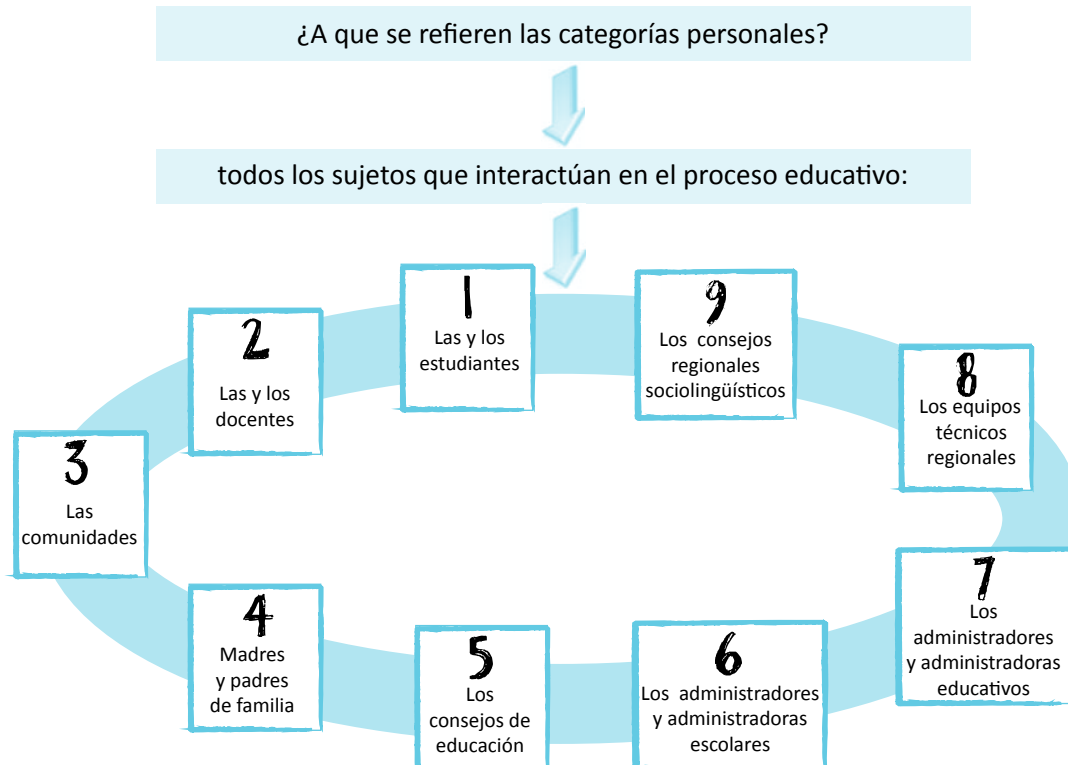 ¿A que se refieren las categorías personales?
todos los sujetos que interactúan en el proceso educativo:
1
Las y los
estudiantes
2
Las y los
docentes
3
Las
comunidades
4
Madres
y padres
de familia
5
Los
consejos de
educación
6
Los administradores
y administradoras
escolares
7
Los
administradores
y administradoras
educativos
8
Los equipos
técnicos
regionales
9
Los consejos
regionales
sociolingüísticos